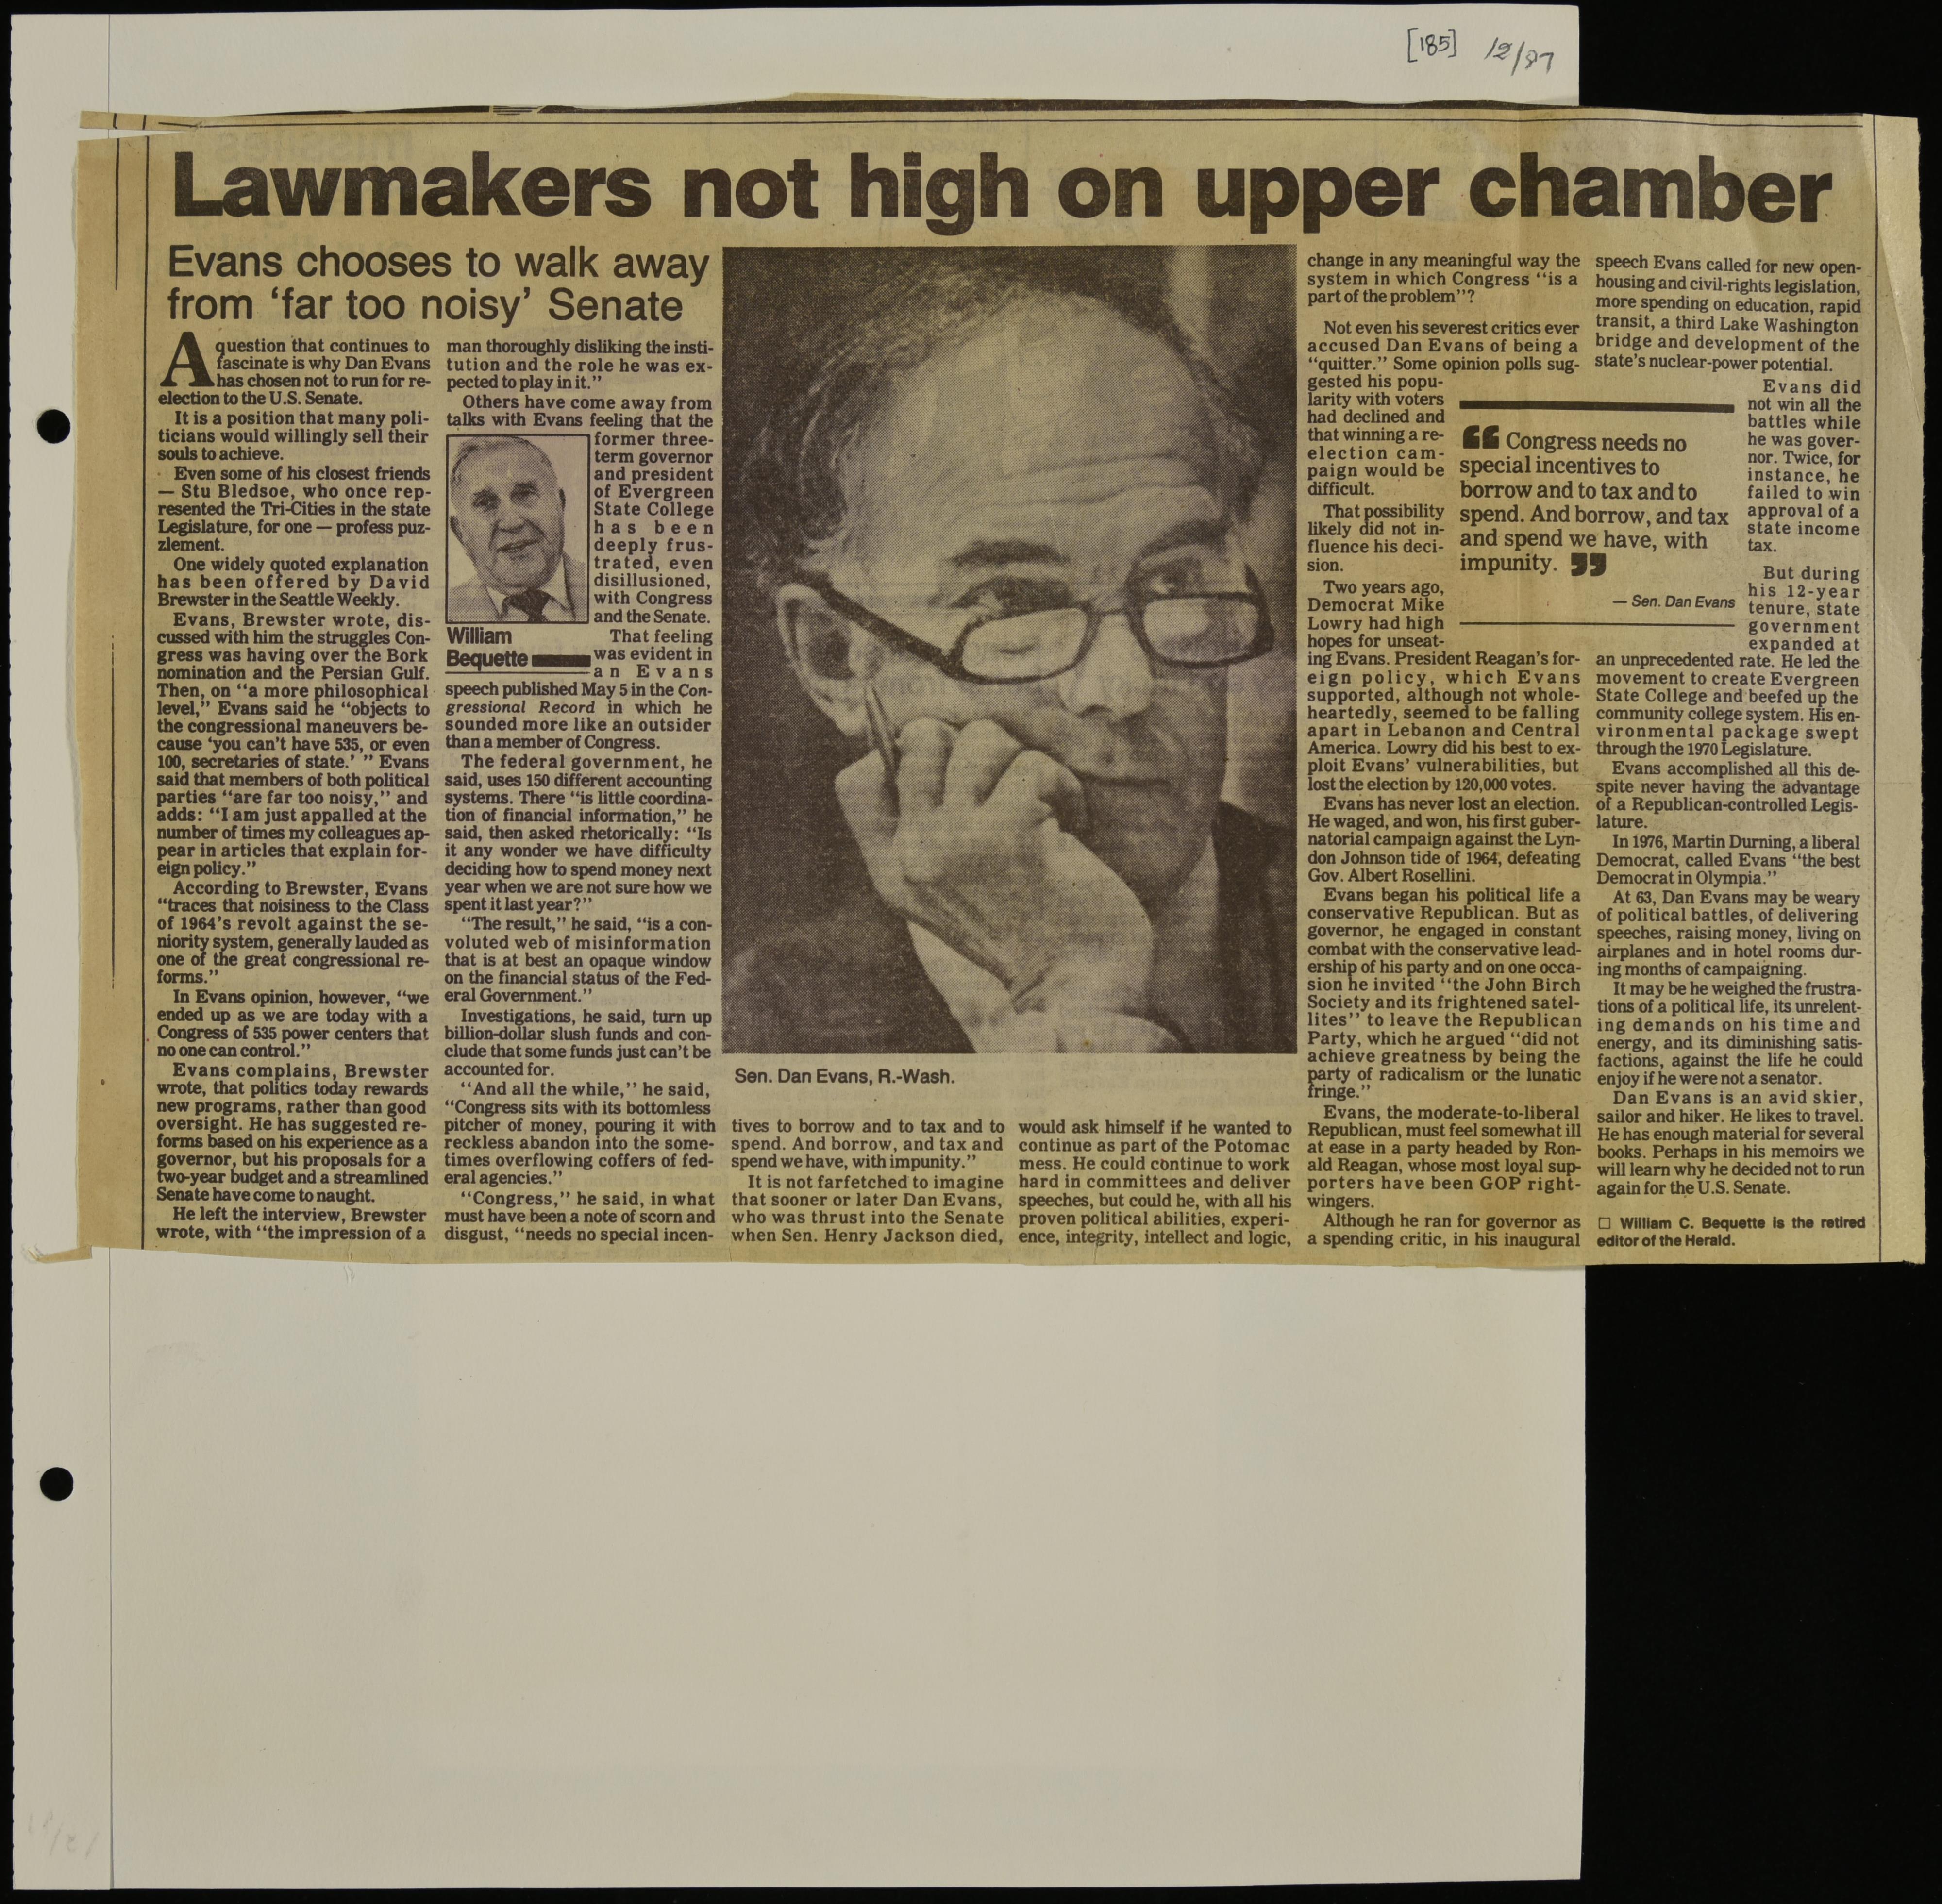 [185] 12/87
Lawmakers not high on upper chamber
Evans chooses to walk away
from ‘far too noisy’ Senate
A question that continues to
fascinate is why Dan Evans
has chosen not to run for re-
election to the U.S. Senate.
It is a position that many poli-
ticians would willingly sell their
souls to achieve.
Even some of his closest friends
— Stu Bledsoe, who once rep-
resented the Tri-Cities in the state
Legislature, for one — profess puz-
zlement.
One widely quoted explanation
has been offered by David
Brewster in the Seattle Weekly.
Evans, Brewster wrote, dis-
cussed with him the struggles Con-
gress was having over the Bork
nomination and the Persian Gulf.
Then, on “a more philosophical
level,” Evans said he “objects to
the congressional maneuvers be-
cause ‘you can’t have 535, or even
100, secretaries of state.’ ” Evans
said that members of both political
parties “are far too noisy,” and
adds: “I am just appalled at the
number of times my colleagues ap-
pear in articles that explain for-
eign policy.”
According to Brewster, Evans
“traces that noisiness to the Class
of 1964’s revolt against the se-
niority system, generally lauded as
one of the great congressional re-
forms.”
In Evans opinion, however, “we
ended up as we are today with a
Congress of 535 power centers that
no one can control.”
Evans complains, Brewster
wrote, that politics today rewards
new programs, rather than good
oversight. He has suggested re-
forms based on his experience as a
governor, but his proposals for a
two-year budget and a streamlined
Senate have come to naught.
He left the interview, Brewster
wrote, with “the impression of a
man thoroughly disliking the insti-
tution and the role he was ex-
pected to play in it.”
Others have come away from
talks with Evans feeling that the
former three-
term governor
and president
of Evergreen
State College
has been
deeply frus-
trated, even
disillusioned,
with Congress
and the Senate.
William
Bequette
That feeling
was evident in
an Evans
speech published May 5 in the Con-
gressional Record in which he
sounded more like an outsider
than a member of Congress.
The federal government, he
said, uses 150 different accounting
systems. There “is little coordina-
tion of financial information,” he
said, then asked rhetorically: “Is
it any wonder we have difficulty
deciding how to spend money next
year when we are not sure how we
spent it last year?”
“The result,” he said, “is a con-
voluted web of misinformation
that is at best an opaque window
on the financial status of the Fed-
eral Government.”
Investigations, he said, turn up
billion-dollar slush funds and con-
clude that some funds just can’t be
accounted for.
“And all the while,” he said,
“Congress sits with its bottomless
pitcher of money, pouring it with
reckless abandon into the some-
times overflowing coffers of fed-
eral agencies.”
“Congress,” he said, in what
must have been a note of scorn and
disgust, “needs no special incen-
Sen. Dan Evans, R.-Wash.
tives to borrow and to tax and to
spend. And borrow, and tax and
spend we have, with impunity.”
It is not farfetched to imagine
that sooner or later Dan Evans,
who was thrust into the Senate
when Sen. Henry Jackson died,
would ask himself if he wanted to
continue as part of the Potomac
mess. He could continue to work
hard in committees and deliver
speeches, but could he, with all his
proven political abilities, experi-
ence, integrity, intellect and logic,
change in any meaningful way the
system in which Congress “is a
part of the problem”?
Not even his severest critics ever
accused Dan Evans of being a
“quitter.” Some opinion polls sug-
gested his popu-
larity with voters
had declined and
that winning a re-
election cam-
paign would be
difficult.
That possibility
likely did not in-
fluence his deci-
sion.
Two years ago,
Democrat Mike
Lowry had high
hopes for unseat-
ing Evans. President Reagan’s for-
eign policy, which Evans
supported, although not whole-
heartedly, seemed to be falling
apart in Lebanon and Central
America. Lowry did his best to ex-
ploit Evans’ vulnerabilities, but
lost the election by 120,000 votes.
Evans has never lost an election.
He waged, and won, his first guber-
natorial campaign against the Lyn-
don Johnson tide of 1964, defeating
Gov. Albert Rosellini.
Evans began his political life a
conservative Republican. But as
governor, he engaged in constant
combat with the conservative lead-
ership of his party and on one occa-
sion he invited “the John Birch
Society and its frightened satel-
lites” to leave the Republican
Party, which he argued “did not
achieve greatness by being the
party of radicalism or the lunatic
fringe.”
Evans, the moderate-to-liberal
Republican, must feel somewhat ill
at ease in a party headed by Ron-
ald Reagan, whose most loyal sup-
porters have been GOP right-
wingers.
Although he ran for governor as
a spending critic, in his inaugural
“ Congress needs no
special incentives to
borrow and to tax and to
spend. And borrow, and tax
and spend we have, with
impunity. ”
— Sen. Dan Evans
speech Evans called for new open-
housing and civil-rights legislation,
more spending on education, rapid
transit, a third Lake Washington
bridge and development of the
state’s nuclear-power potential.
Evans did
not win all the
battles while
he was gover-
nor. Twice, for
instance, he
failed to win
approval of a
state income
tax.
But during
his 12-year
tenure, state
government
expanded at
an unprecedented rate. He led the
movement to create Evergreen
State College and beefed up the
community college system. His en-
vironmental package swept
through the 1970 Legislature.
Evans accomplished all this de-
spite never having the advantage
of a Republican-controlled Legis-
lature.
In 1976, Martin Durning, a liberal
Democrat, called Evans “the best
Democrat in Olympia.”
At 63, Dan Evans may be weary
of political battles, of delivering
speeches, raising money, living on
airplanes and in hotel rooms dur-
ing months of campaigning.
It may be he weighed the frustra-
tions of a political life, its unrelent-
ing demands on his time and
energy, and its diminishing satis-
factions, against the life he could
enjoy if he were not a senator.
Dan Evans is an avid skier,
sailor and hiker. He likes to travel.
He has enough material for several
books. Perhaps in his memoirs we
will learn why he decided not to run
again for the U.S. Senate.
□ William C. Bequette is the retired
editor of the Herald.